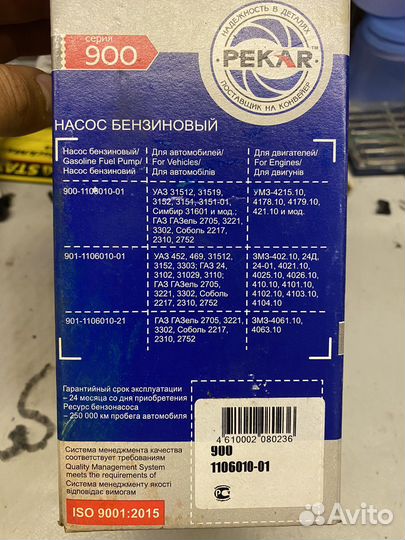 серия
900
НАДЕЖНОСТЬ В ДЕТАЛЯХ
PEKAR™
ПОСТАВЩИК НА КОНВЕЙЕР
НАСОС БЕНЗИНОВЫЙ
Насос бензиновый/
Gasoline Fuel Pump/
Насос бензиновий
Для автомобилей/
For Vehicles/
Для автомобілів
Для двигателей/
For Engines/
Для двигунів
900-1106010-01
УАЗ 31512, 31519,
3152, 3151, 3151-01,
Симбир 31601 и мод.;
ГАЗ ГАЗель 2705, 3221,
3302, Соболь 2217,
2310, 2752
УМЗ-4215.10,
4178.10, 4179.10,
421.10 и мод.
901-1106010-01
УАЗ 452, 469, 31512,
3152, 3303; ГАЗ 24,
3102, 31029, 3110;
ГАЗ ГАЗель 2705,
3221, 3302, Соболь
2217, 2310, 2752
ЗМЗ-402.10, 24Д,
24-01, 4021.10,
4025.10, 4026.10,
410.10, 4101.10,
4102.10, 4103.10,
4104.10
901-1106010-21
ГАЗ ГАЗель 2705, 3221,
3302, Соболь 2217,
2310, 2752
ЗМЗ-4061.10,
4063.10
Гарантийный срок эксплуатации
– 24 месяца со дня приобретения
Ресурс бензонасоса
– 250 000 км пробега автомобиля
4 610002 080236
900
1106010-01
Система менеджмента качества
соответствует требованиям
Quality Management System
meets the requirements of
Система менеджменту якості
відповідає вимогам
ISO 9001:2015
Avito